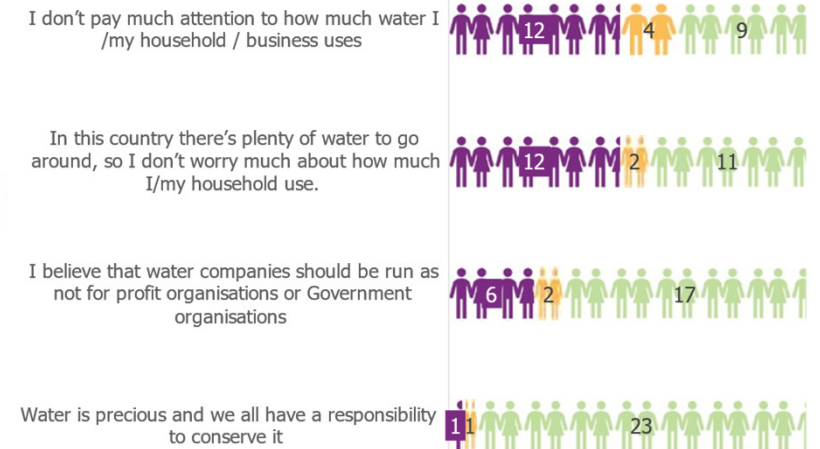 I don’t pay much attention to how much water I
/my household / business uses
12 4 9
In this country there’s plenty of water to go
around, so I don’t worry much about how much
I/my household use.
12 2 11
I believe that water companies should be run as
not for profit organisations or Government
organisations
6 2 17
Water is precious and we all have a responsibility
to conserve it
1 1 23